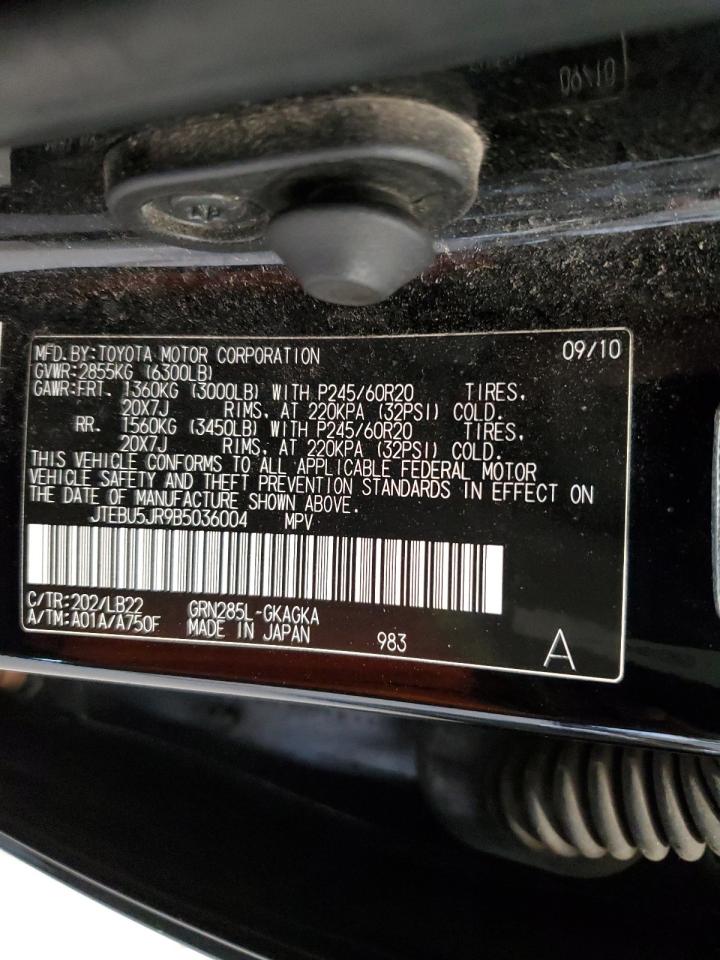 06/10
MFD.BY:TOYOTA MOTOR CORPORATION 09/10
GVWR:2855KG (6300LB)
GAWR:FRT. 1360KG (3000LB) WITH P245/60R20 TIRES,
20X7J RIMS, AT 220KPA (32PSI) COLD.
RR. 1560KG (3450LB) WITH P245/60R20 TIRES,
20X7J RIMS, AT 220KPA (32PSI) COLD.
THIS VEHICLE CONFORMS TO ALL APPLICABLE FEDERAL MOTOR
VEHICLE SAFETY AND THEFT PREVENTION STANDARDS IN EFFECT ON
THE DATE OF MANUFACTURE SHOWN ABOVE.
JTEBU5JR9B5036004 MPV
C/TR:202/LB22 GRN285L-GKAGKA
A/TM:A01A/A750F MADE IN JAPAN 983 A